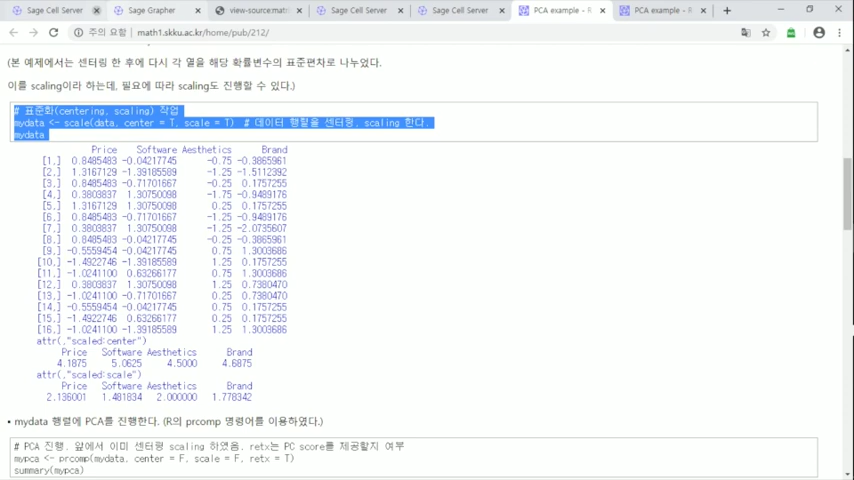 Sage Cell Server
Sage Grapher
view-source:matri
Sage Cell Server
Sage Cell Server
PCA example - R
PCA example - R
주의 요함 | math1.skku.ac.kr/home/pub/212/
(본 예제에서는 센터링 한 후에 다시 각 열을 해당 확률변수의 표준편차로 나누었다.
이를 scaling이라 하는데, 필요에 따라 scaling도 진행할 수 있다.)
# 표준화(centering, scaling) 작업
mydata <- scale(data, center = T, scale = T) # 데이터 행렬을 센터링, scaling 한다.
mydata
Price Software Aesthetics Brand
[1,] 0.8485483 -0.04217745 -0.75 -0.3865961
[2,] 1.3167129 -1.39185589 -1.25 -1.5112392
[3,] 0.8485483 -0.71701667 -0.25 0.1757255
[4,] 0.3803837 1.30750098 -1.75 -0.9489176
[5,] 1.3167129 1.30750098 0.25 0.1757255
[6,] 0.8485483 -0.71701667 -1.25 -0.9489176
[7,] 0.3803837 1.30750098 -1.25 -2.0735607
[8,] 0.8485483 -0.04217745 -0.25 -0.3865961
[9,] -0.5559454 -0.04217745 0.75 1.3003686
[10,] -1.4922746 -1.39185589 1.25 0.1757255
[11,] -1.0241100 0.63266177 0.75 1.3003686
[12,] 0.3803837 1.30750098 1.25 0.7380470
[13,] -1.0241100 -0.71701667 0.25 0.7380470
[14,] -0.5559454 -0.04217745 0.75 0.1757255
[15,] -1.4922746 0.63266177 1.25 0.1757255
[16,] -1.0241100 -1.39185589 1.25 1.3003686
attr(,"scaled:center")
Price Software Aesthetics Brand
4.1875 5.0625 4.5000 4.6875
attr(,"scaled:scale")
Price Software Aesthetics Brand
2.136001 1.481834 2.000000 1.778342
• mydata 행렬에 PCA를 진행한다. (R의 prcomp 명령어를 이용하였다.)
# PCA 진행. 앞에서 이미 센터링 scaling 하였음. retx는 PC score를 제공할지 여부
mypca <- prcomp(mydata, center = F, scale = F, retx = T)
summary(mypca)